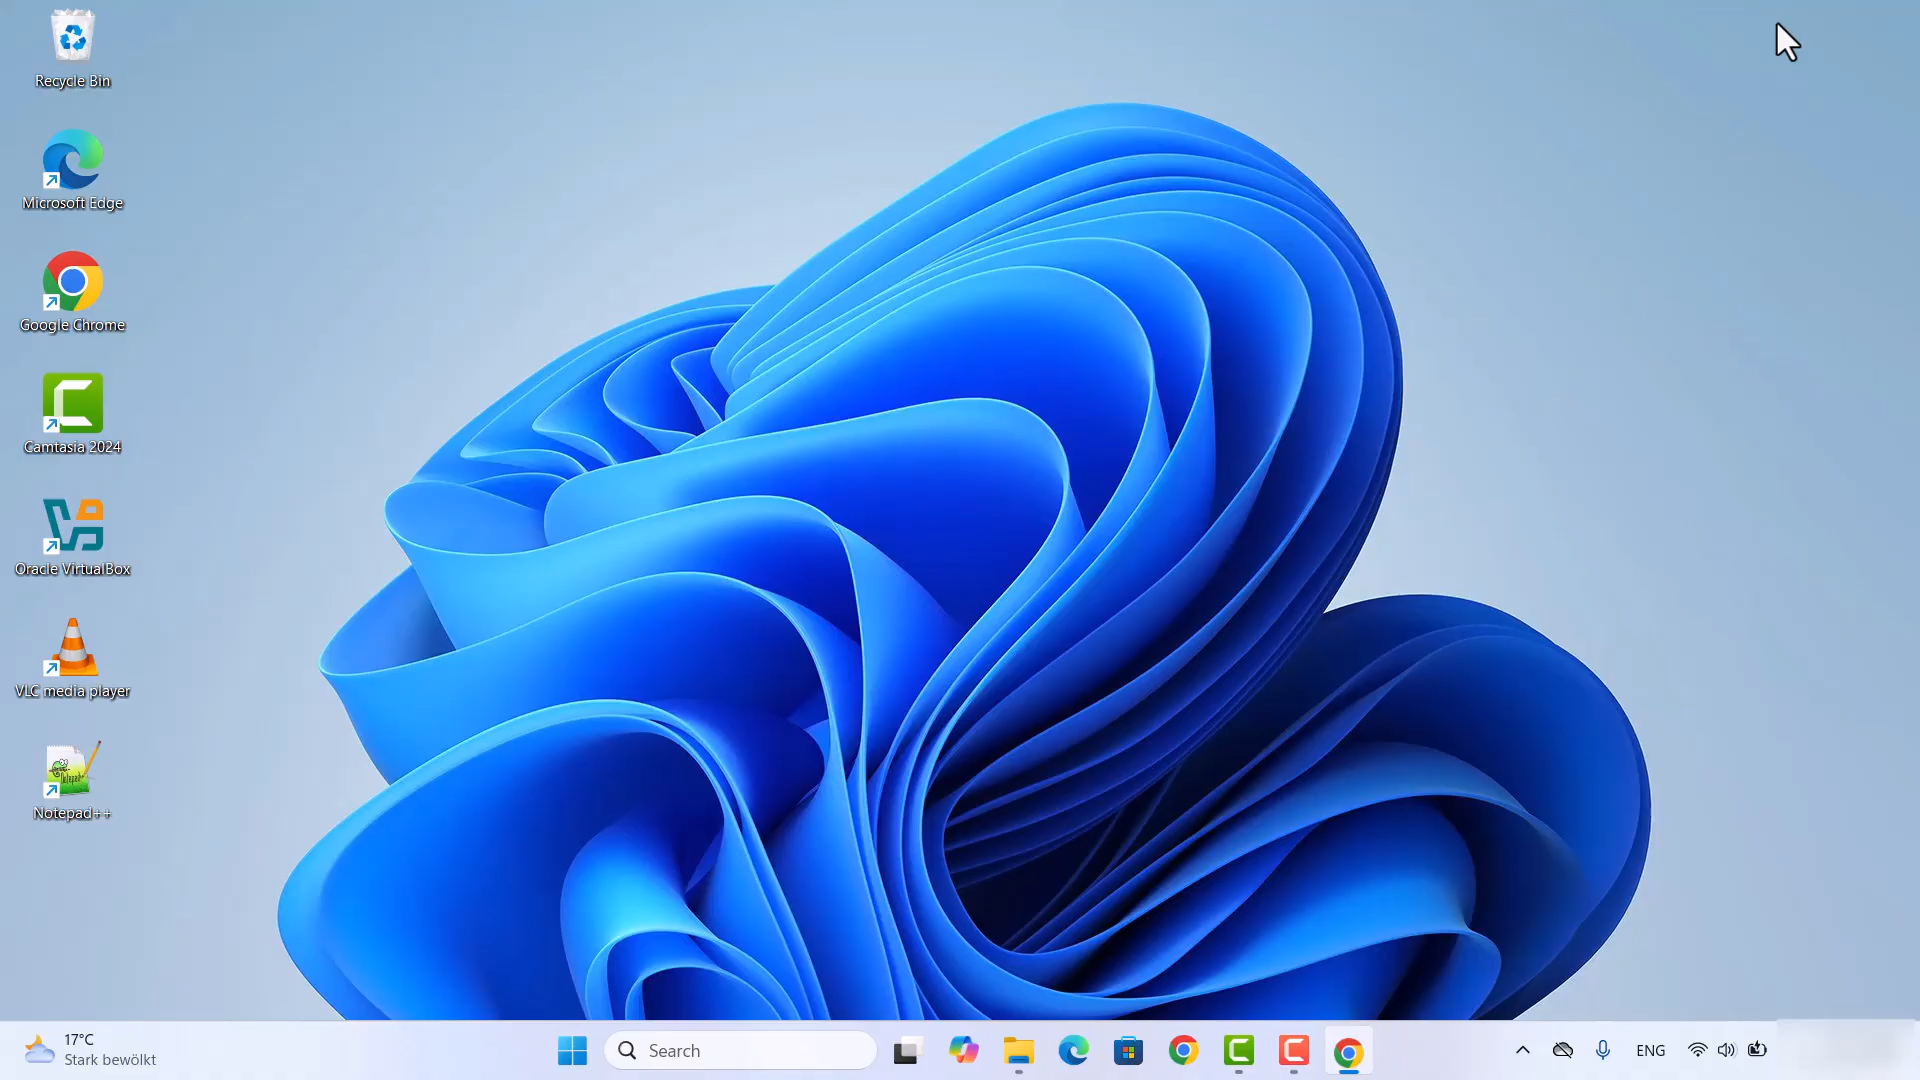 Recycle Bin
Microsoft Edge
Google Chrome
Camtasia 2024
Oracle VirtualBox
VLC media player
Notepad++
17°C
Stark bewölkt
Search
ENG